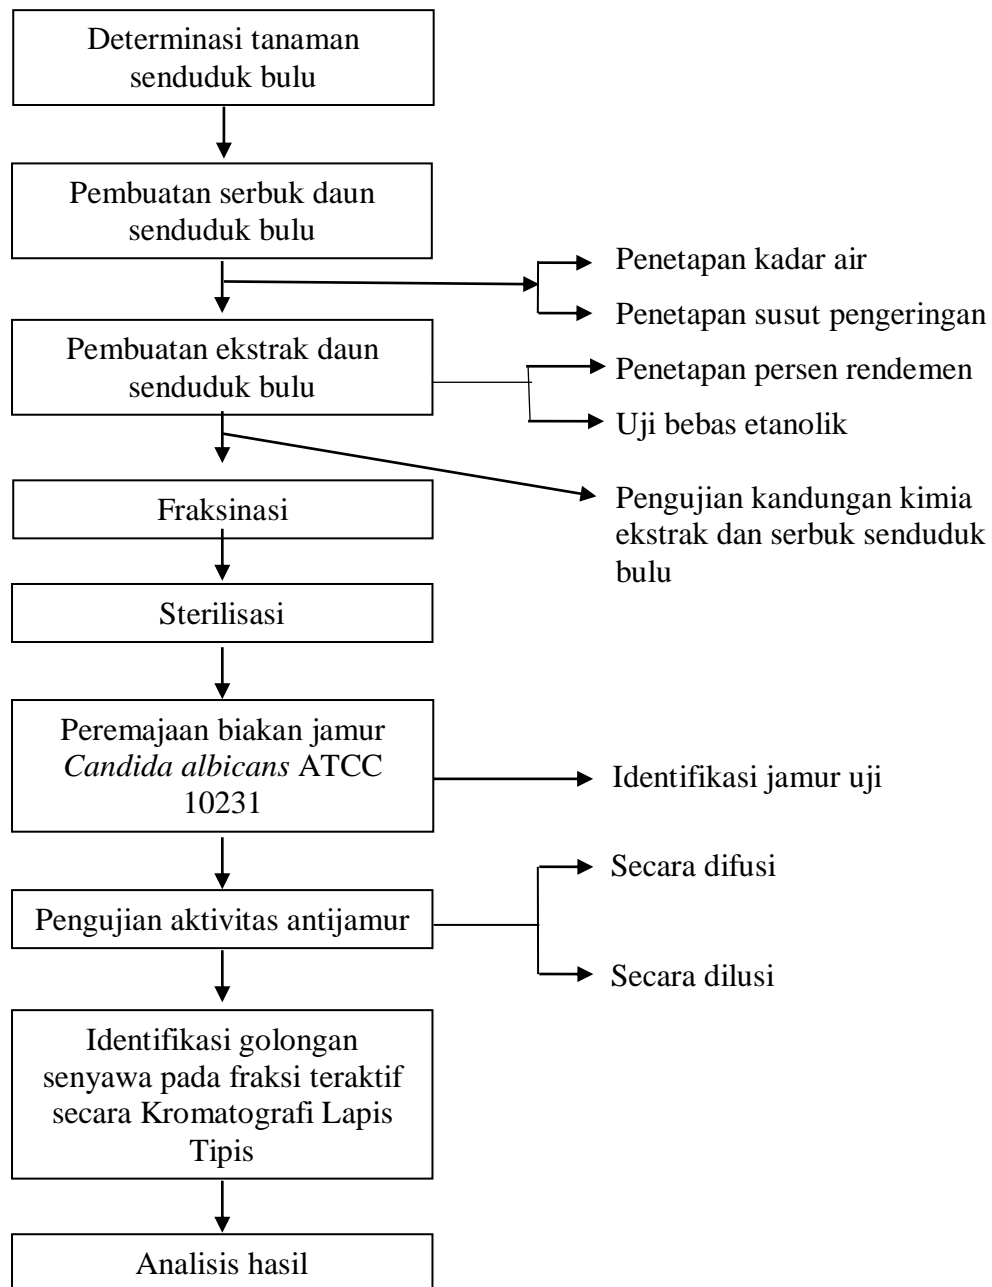 Determinasi tanaman
senduduk bulu
Pembuatan serbuk daun
senduduk bulu
Penetapan kadar air
Penetapan susut pengeringan
Pembuatan ekstrak daun
senduduk bulu
Penetapan persen rendemen
Uji bebas etanolik
Pengujian kandungan kimia
ekstrak dan serbuk senduduk
bulu
Fraksinasi
Sterilisasi
Peremajaan biakan jamur
Candida albicans ATCC
10231
Identifikasi jamur uji
Pengujian aktivitas antijamur
Secara difusi
Secara dilusi
Identifikasi golongan
senyawa pada fraksi teraktif
secara Kromatografi Lapis
Tipis
Analisis hasil